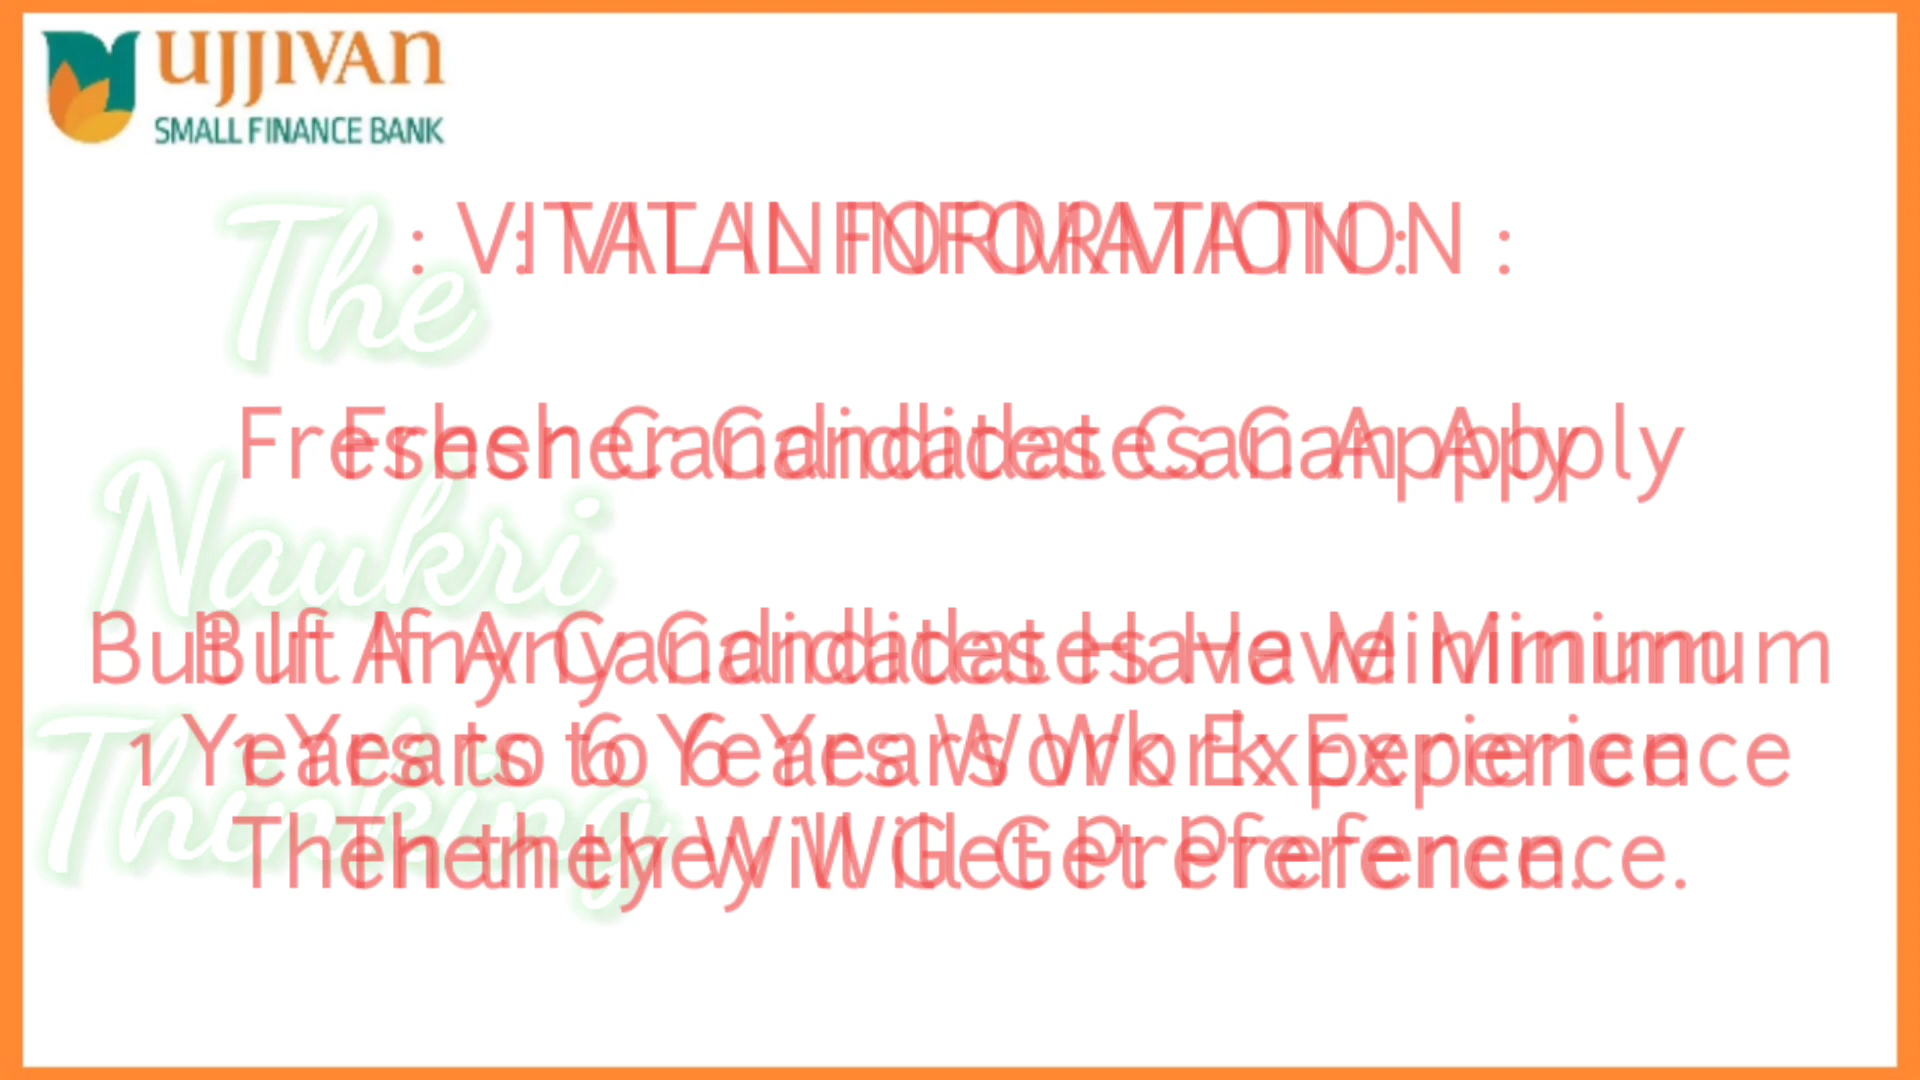 UJJIVAN
SMALL FINANCE BANK
The
Naukri
Thinking
: VITAL INFORMATION :
Fresher Candidates Can Apply
But If Any Candidates Have Minimum
1 Years to 6 Years Work Experience
Then they Will Get Preference.